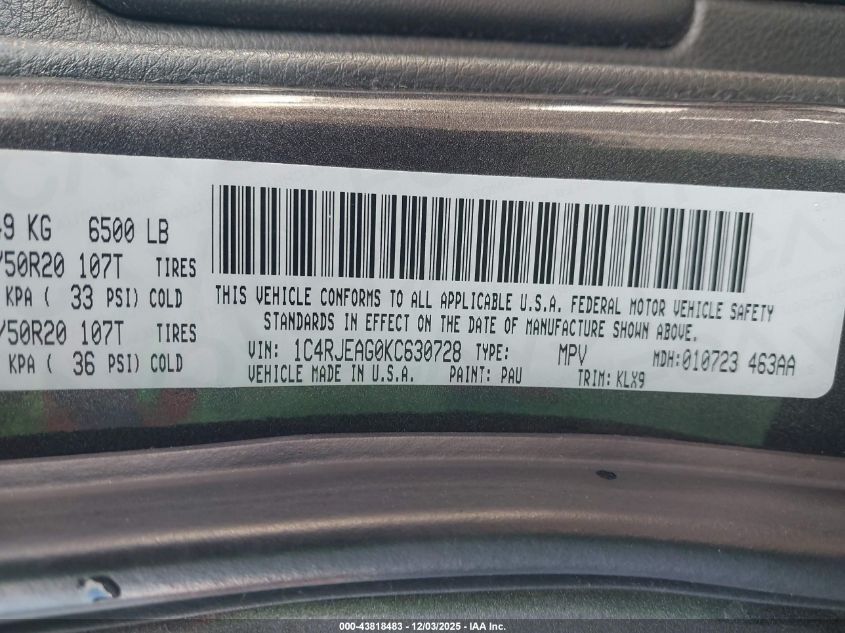 49 KG 6500 LB
/50R20 107T TIRES
KPA ( 33 PSI) COLD
/50R20 107T TIRES
KPA ( 36 PSI) COLD
THIS VEHICLE CONFORMS TO ALL APPLICABLE U.S.A. FEDERAL MOTOR VEHICLE SAFETY
STANDARDS IN EFFECT ON THE DATE OF MANUFACTURE SHOWN ABOVE.
VIN: 1C4RJEAG0KC630728 TYPE: MPV MDH:010723 463AA
VEHICLE MADE IN U.S.A. PAINT: PAU TRIM: KLX9
000-43818483 - 12/03/2025 - IAA Inc.